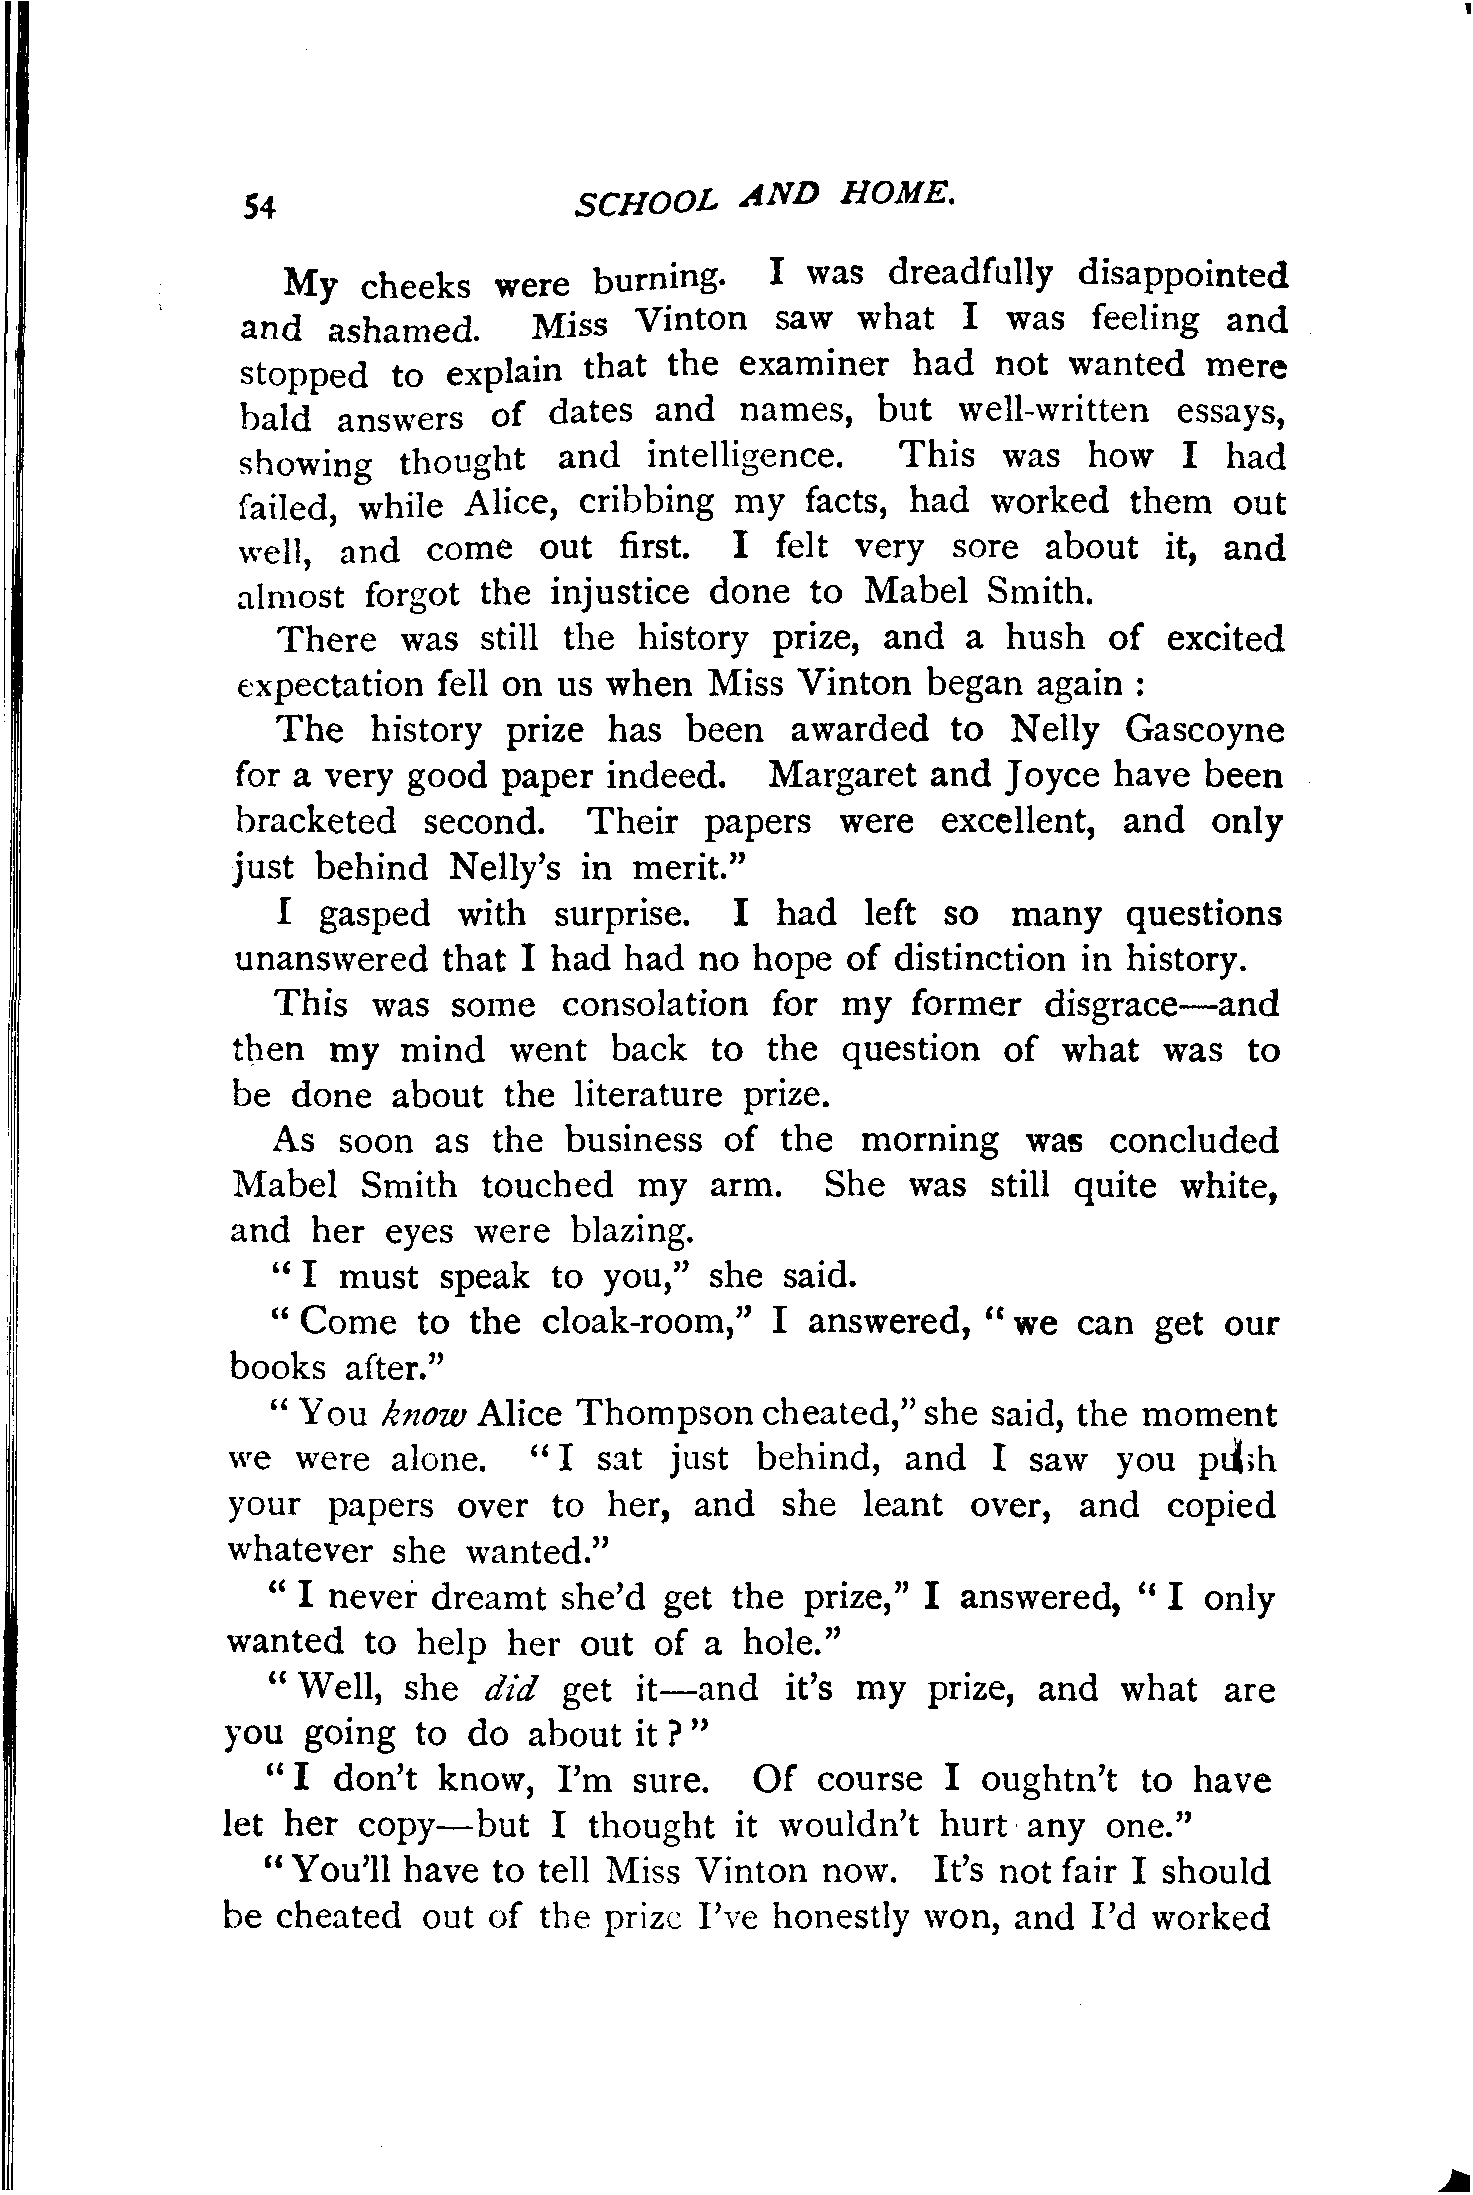 54 SCHOOL AND HOME.
My cheeks were burning. I was dreadfully disappointed
and ashamed. Miss Vinton saw what I was feeling and
stopped to explain that the examiner had not wanted mere
bald answers of dates and names, but well-written essays,
showing thought and intelligence. This was how I had
failed, while Alice, cribbing my facts, had worked them out
well, and come out first. I felt very sore about it, and
almost forgot the injustice done to Mabel Smith.
There was still the history prize, and a hush of excited
expectation fell on us when Miss Vinton began again :
The history prize has been awarded to Nelly Gascoyne
for a very good paper indeed. Margaret and Joyce have been
bracketed second. Their papers were excellent, and only
just behind Nelly's in merit.”
I gasped with surprise. I had left so many questions
unanswered that I had had no hope of distinction in history.
This was some consolation for my former disgrace—and
then my mind went back to the question of what was to
be done about the literature prize.
As soon as the business of the morning was concluded
Mabel Smith touched my arm. She was still quite white,
and her eyes were blazing.
“ I must speak to you,” she said.
“ Come to the cloak-room,” I answered, “ we can get our
books after.”
“ You know Alice Thompson cheated,” she said, the moment
we were alone. “ I sat just behind, and I saw you push
your papers over to her, and she leant over, and copied
whatever she wanted.”
“ I never dreamt she'd get the prize,” I answered, “ I only
wanted to help her out of a hole.”
“ Well, she did get it—and it's my prize, and what are
you going to do about it ? ”
“ I don't know, I'm sure. Of course I oughtn't to have
let her copy—but I thought it wouldn't hurt any one.”
“ You'll have to tell Miss Vinton now. It's not fair I should
be cheated out of the prize I've honestly won, and I'd worked